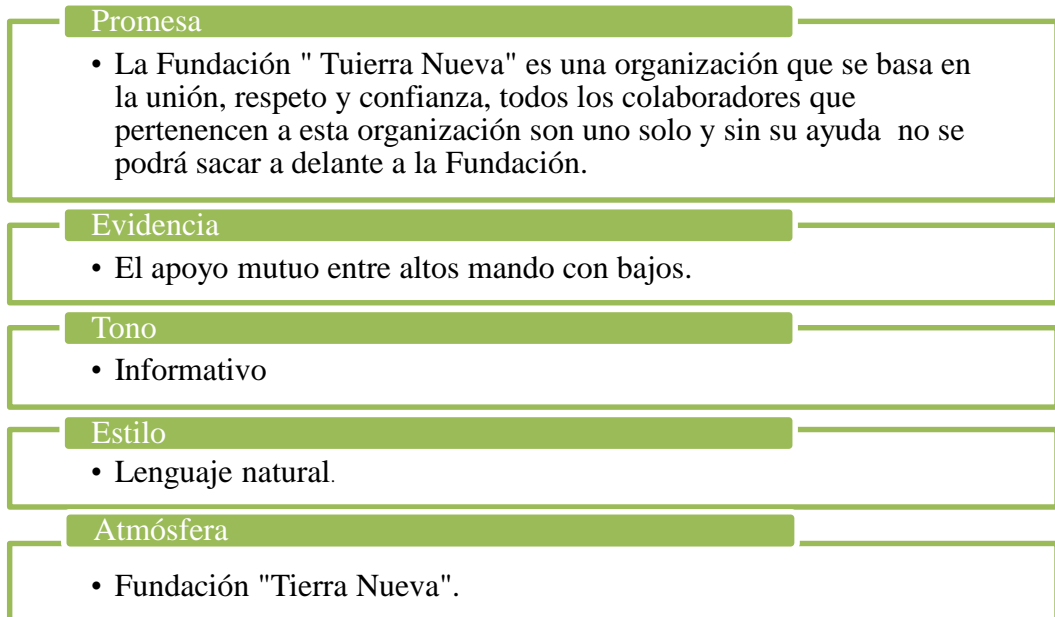 Promesa
• La Fundación " Tuierra Nueva" es una organización que se basa en
la unión, respeto y confianza, todos los colaboradores que
pertenencen a esta organización son uno solo y sin su ayuda  no se
podrá sacar a delante a la Fundación.
Evidencia
• El apoyo mutuo entre altos mando con bajos.
Tono
• Informativo
Estilo
• Lenguaje natural.
Atmósfera
• Fundación "Tierra Nueva".